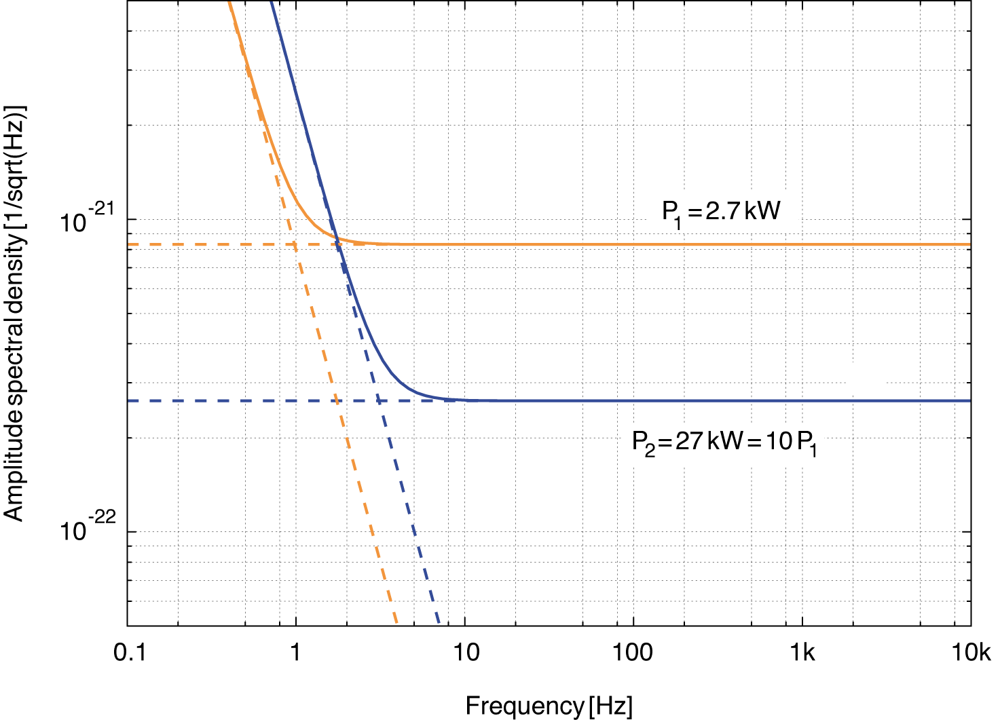 Amplitude spectral density [1/sqrt(Hz)]
10^-21
10^-22
P_1 = 2.7 kW
P_2 = 27 kW = 10 P_1
0.1 1 10 100 1k 10k
Frequency [Hz]